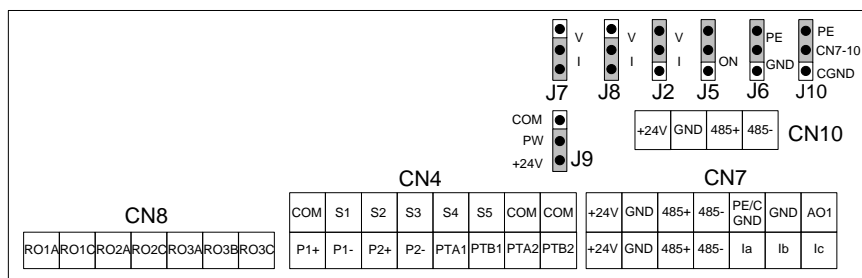 V V V PE PE
I I I ON GND CN7-10
CGND
J7 J8 J2 J5 J6 J10
COM
PW
+24V
J9
+24V GND 485+ 485- CN10
CN8 CN4 CN7
COM S1 S2 S3 S4 S5 COM COM
+24V GND 485+ 485- PE/C GND GND AO1
RO1A RO1C RO2A RO2C RO3A RO3B RO3C
P1+ P1- P2+ P2- PTA1 PTB1 PTA2 PTB2
+24V GND 485+ 485- Ia Ib Ic